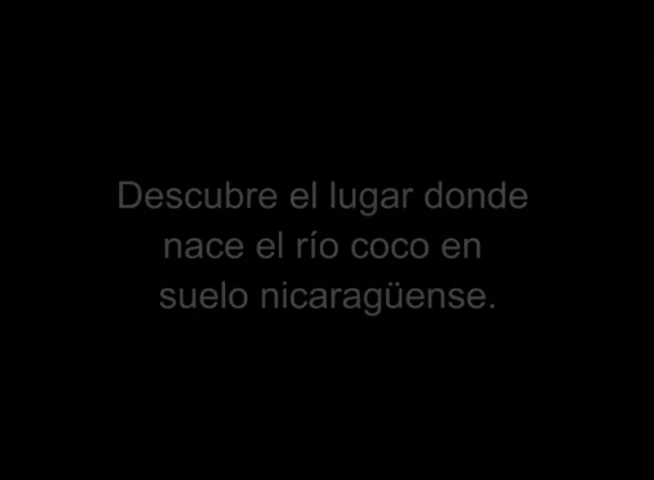 Descubre el lugar donde
nace el río coco en
suelo nicaragüense.